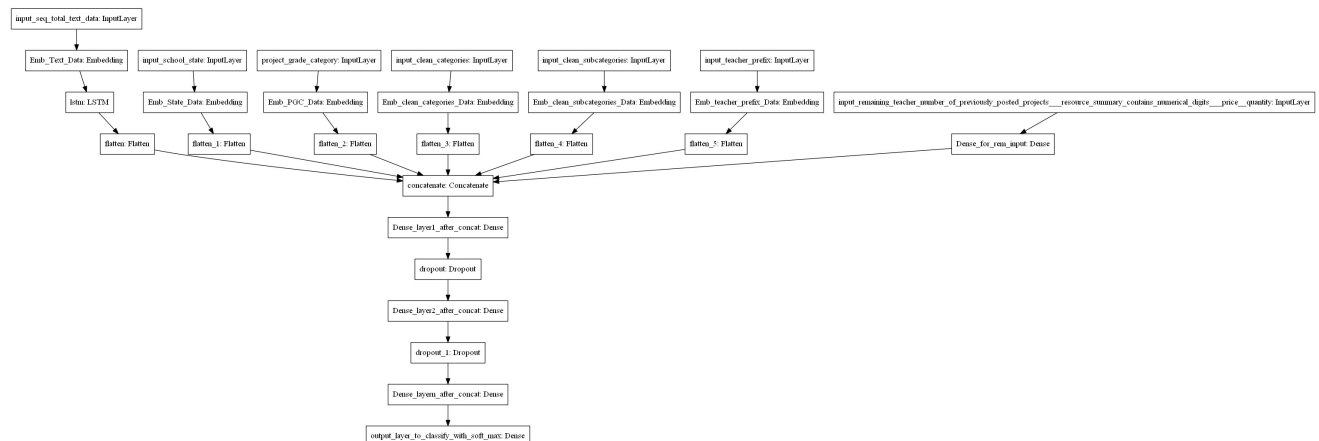 input_seq_total_text_data: InputLayer
Emb_Text_Data: Embedding
input_school_state: InputLayer
project_grade_category: InputLayer
input_clean_categories: InputLayer
input_clean_subcategories: InputLayer
input_teacher_prefix: InputLayer
lstm: LSTM
Emb_State_Data: Embedding
Emb_PGC_Data: Embedding
Emb_clean_categories_Data: Embedding
Emb_clean_subcategories_Data: Embedding
Emb_teacher_prefix_Data: Embedding
input_remaining_teacher_number_of_previously_posted_projects___resource_summary_contains_numerical_digits___price__quantity: InputLayer
flatten: Flatten
flatten_1: Flatten
flatten_2: Flatten
flatten_3: Flatten
flatten_4: Flatten
flatten_5: Flatten
Dense_for_rem_input: Dense
concatenate: Concatenate
Dense_layer1_after_concat: Dense
dropout: Dropout
Dense_layer2_after_concat: Dense
dropout_1: Dropout
Dense_layern_after_concat: Dense
output_layer_to_classify_with_soft_max: Dense